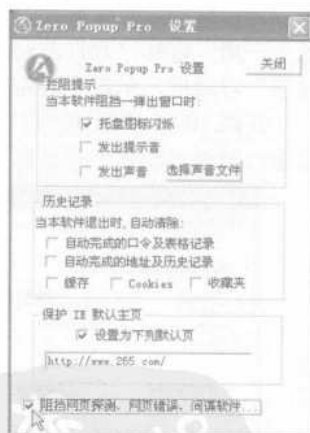 Zero Popup Pro 设置
Zero Popup Pro 设置
关闭
拦阻提示
当本软件阻挡一弹出窗口时:
托盘图标闪烁
发出提示音
发出声音 选择声音文件
历史记录
当本软件退出时,自动清除:
自动完成的口令及表格记录
自动完成的地址及历史记录
缓存 Cookies 收藏夹
保护 IE 默认主页
设置为下列默认页
http://www.265.com/
阻挡网页探测、网页错误、间谍软件...